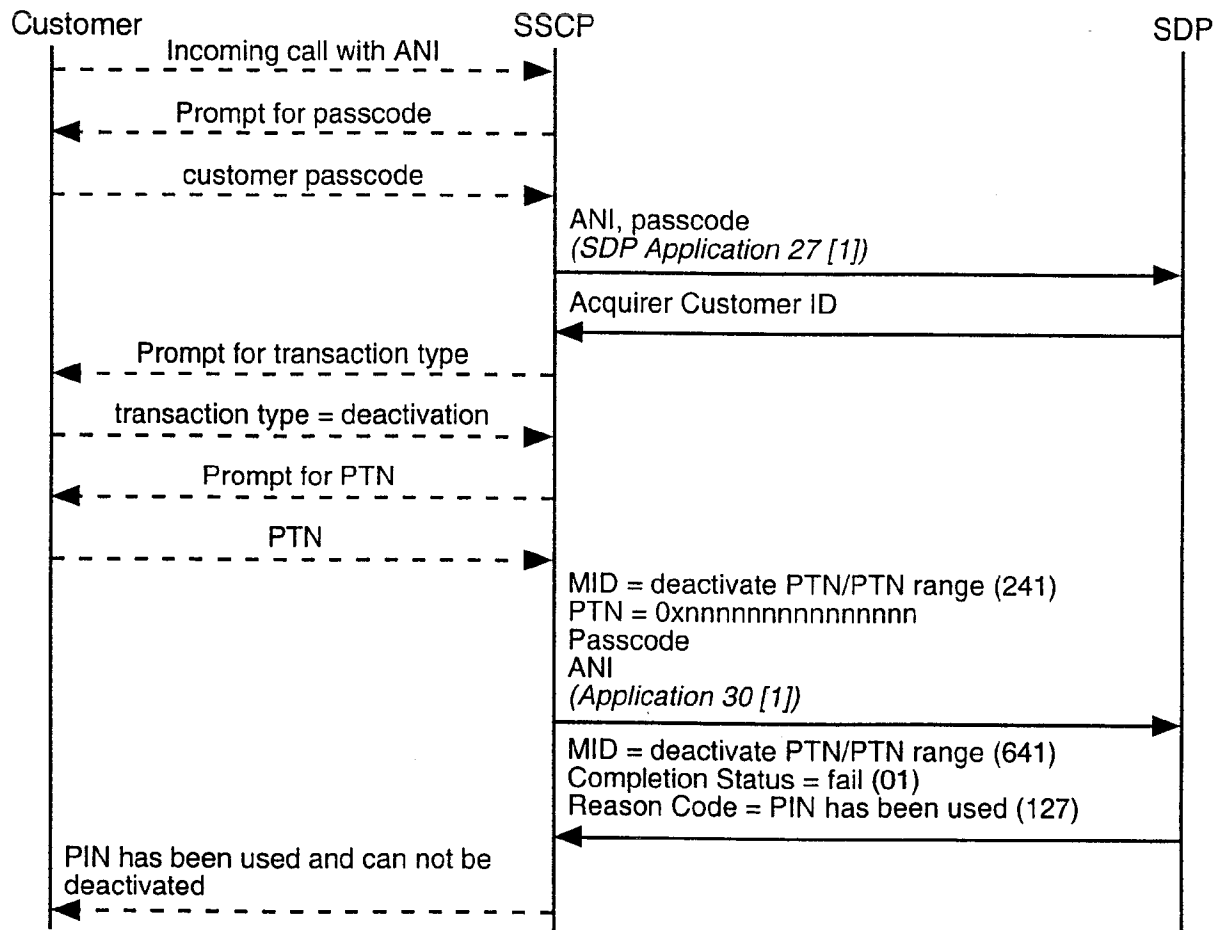 Customer
SSCP
SDP
Incoming call with ANI
Prompt for passcode
customer passcode
ANI, passcode
(SDP Application 27 [1])
Acquirer Customer ID
Prompt for transaction type
transaction type = deactivation
Prompt for PTN
PTN
MID = deactivate PTN/PTN range (241)
PTN = 0xnnnnnnnnnnnnnnnn
Passcode
ANI
(Application 30 [1])
MID = deactivate PTN/PTN range (641)
Completion Status = fail (01)
Reason Code = PIN has been used (127)
PIN has been used and can not be
deactivated